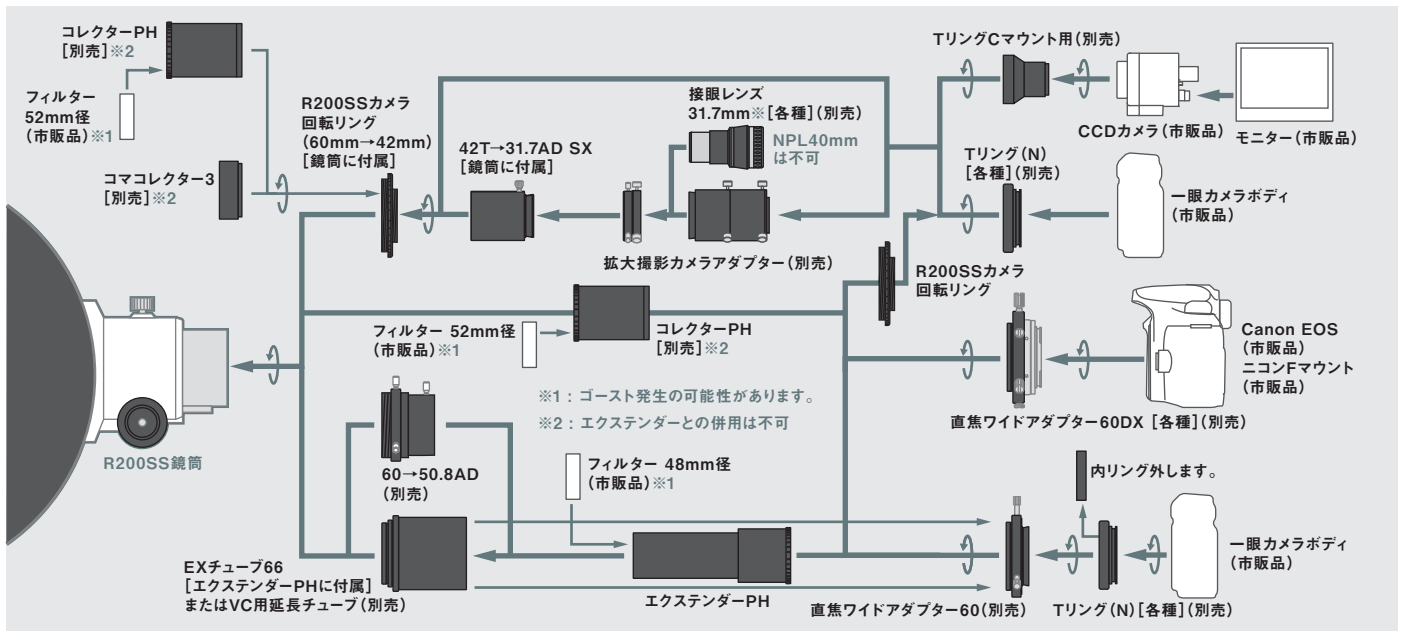 コレクターPH
[別売]※2
フィルター
52mm径
(市販品)※1
コマコレクター3
[別売]※2
R200SSカメラ
回転リング
(60mm→42mm)
[鏡筒に付属]
42T→31.7AD SX
[鏡筒に付属]
接眼レンズ
31.7mm※[各種](別売)
NPL40mm
は不可
拡大撮影カメラアダプター(別売)
TリングCマウント用(別売)
CCDカメラ(市販品)
モニター(市販品)
Tリング(N)
[各種](別売)
一眼カメラボディ
(市販品)
R200SSカメラ
回転リング
フィルター 52mm径
(市販品)※1
コレクターPH
[別売]※2
Canon EOS
(市販品)
ニコンFマウント
(市販品)
直焦ワイドアダプター60DX [各種](別売)
※1 : ゴースト発生の可能性があります。
※2 : エクステンダーとの併用は不可
R200SS鏡筒
60→50.8AD
(別売)
フィルター 48mm径
(市販品)※1
内リング外します。
一眼カメラボディ
(市販品)
EXチューブ66
[エクステンダーPHに付属]
またはVC用延長チューブ(別売)
エクステンダーPH
直焦ワイドアダプター60(別売)
Tリング(N)[各種](別売)